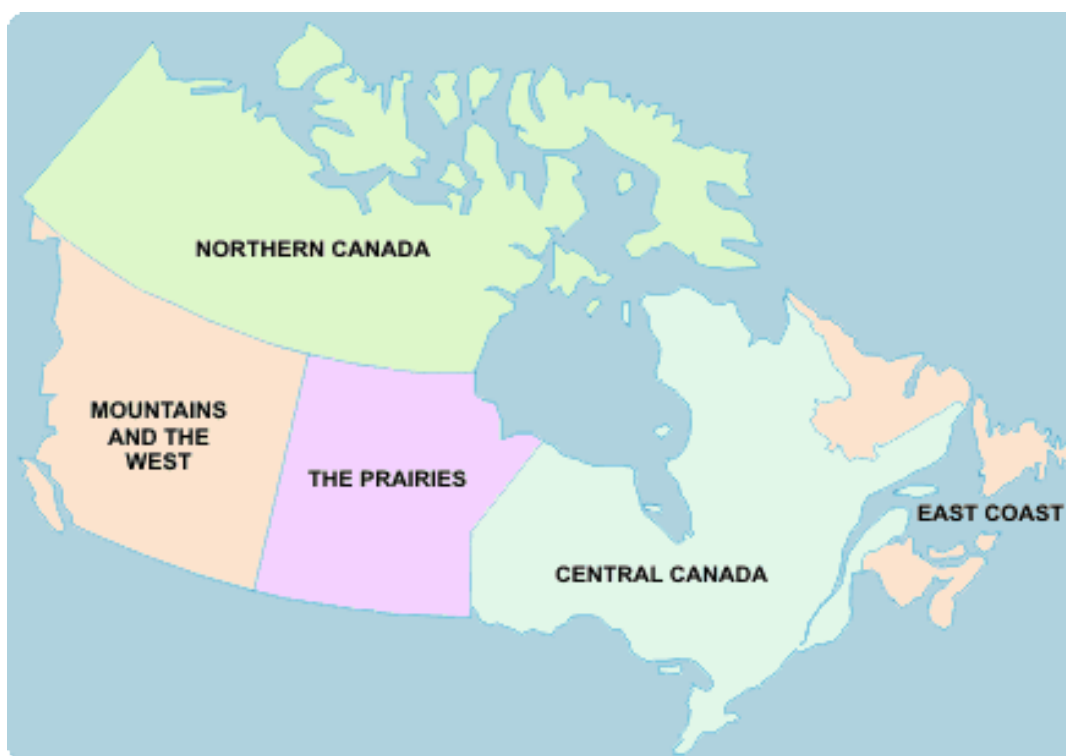 NORTHERN CANADA
MOUNTAINS
AND THE
WEST
THE PRAIRIES
EAST COAST
CENTRAL CANADA